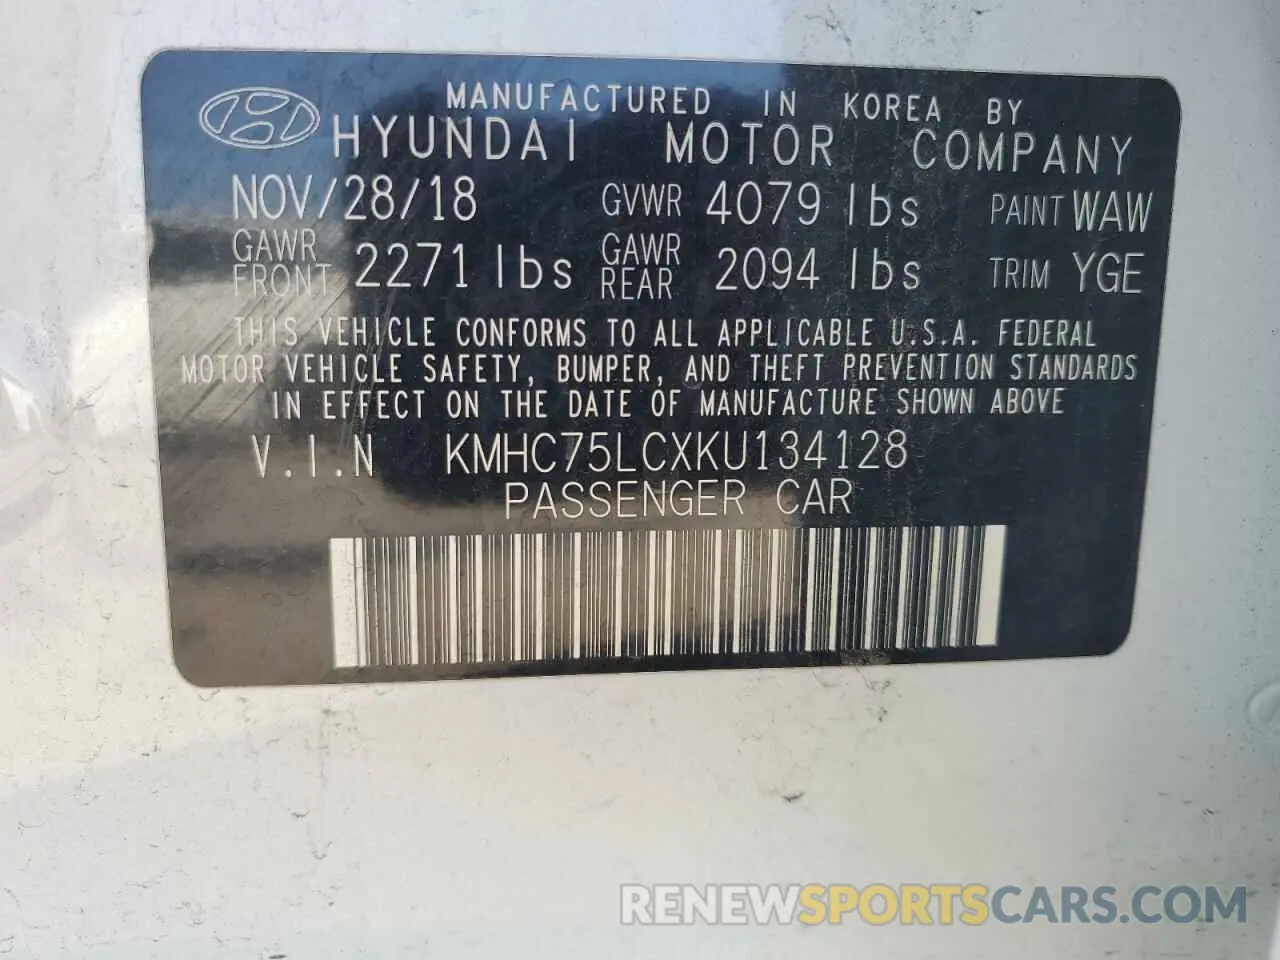 MANUFACTURED IN KOREA BY
HYUNDAI MOTOR COMPANY
NOV/28/18 GVWR 4079 lbs PAINT WAW
GAWR FRONT 2271 lbs GAWR REAR 2094 lbs TRIM YGE
THIS VEHICLE CONFORMS TO ALL APPLICABLE U.S.A. FEDERAL
MOTOR VEHICLE SAFETY, BUMPER, AND THEFT PREVENTION STANDARDS
IN EFFECT ON THE DATE OF MANUFACTURE SHOWN ABOVE
V.I.N KMHC75LCXKU134128
PASSENGER CAR
RENEWSPORTSCARS.COM